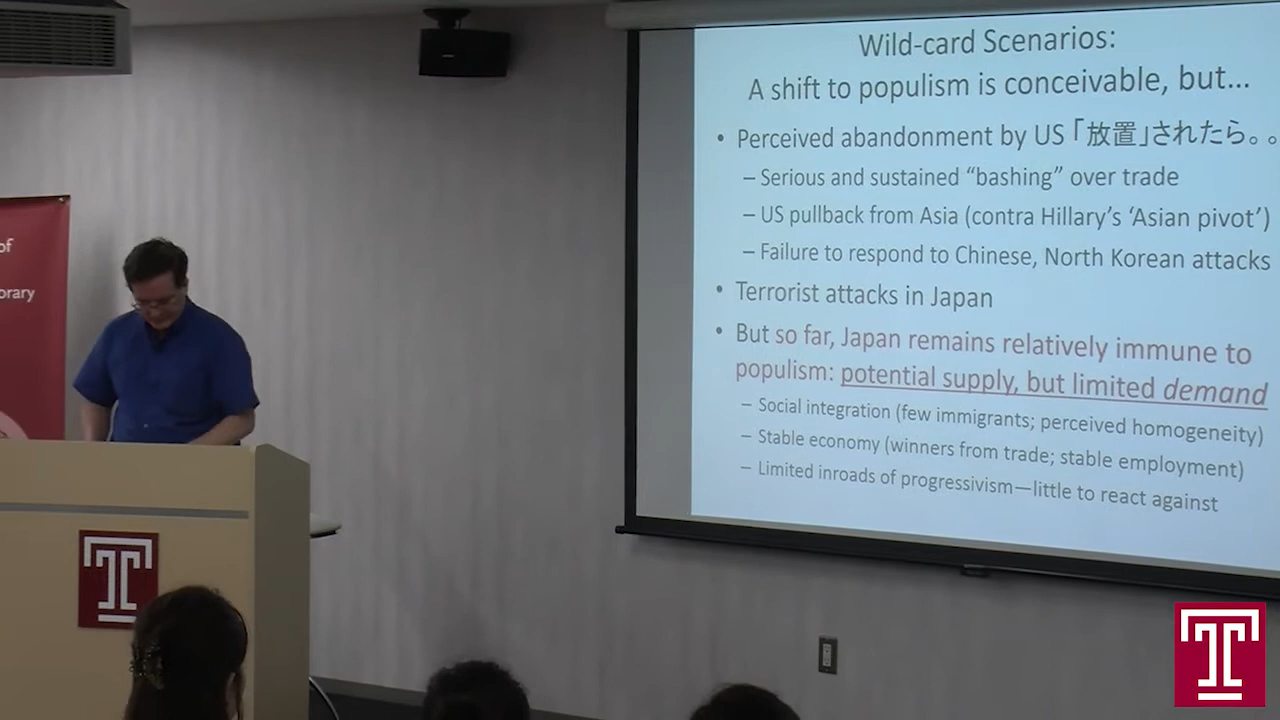 Wild-card Scenarios:
A shift to populism is conceivable, but...
• Perceived abandonment by US「放置」されたら。。
– Serious and sustained “bashing” over trade
– US pullback from Asia (contra Hillary’s ‘Asian pivot’)
– Failure to respond to Chinese, North Korean attacks
• Terrorist attacks in Japan
• But so far, Japan remains relatively immune to
populism: potential supply, but limited demand
– Social integration (few immigrants; perceived homogeneity)
– Stable economy (winners from trade; stable employment)
– Limited inroads of progressivism—little to react against
of
orary
T
T